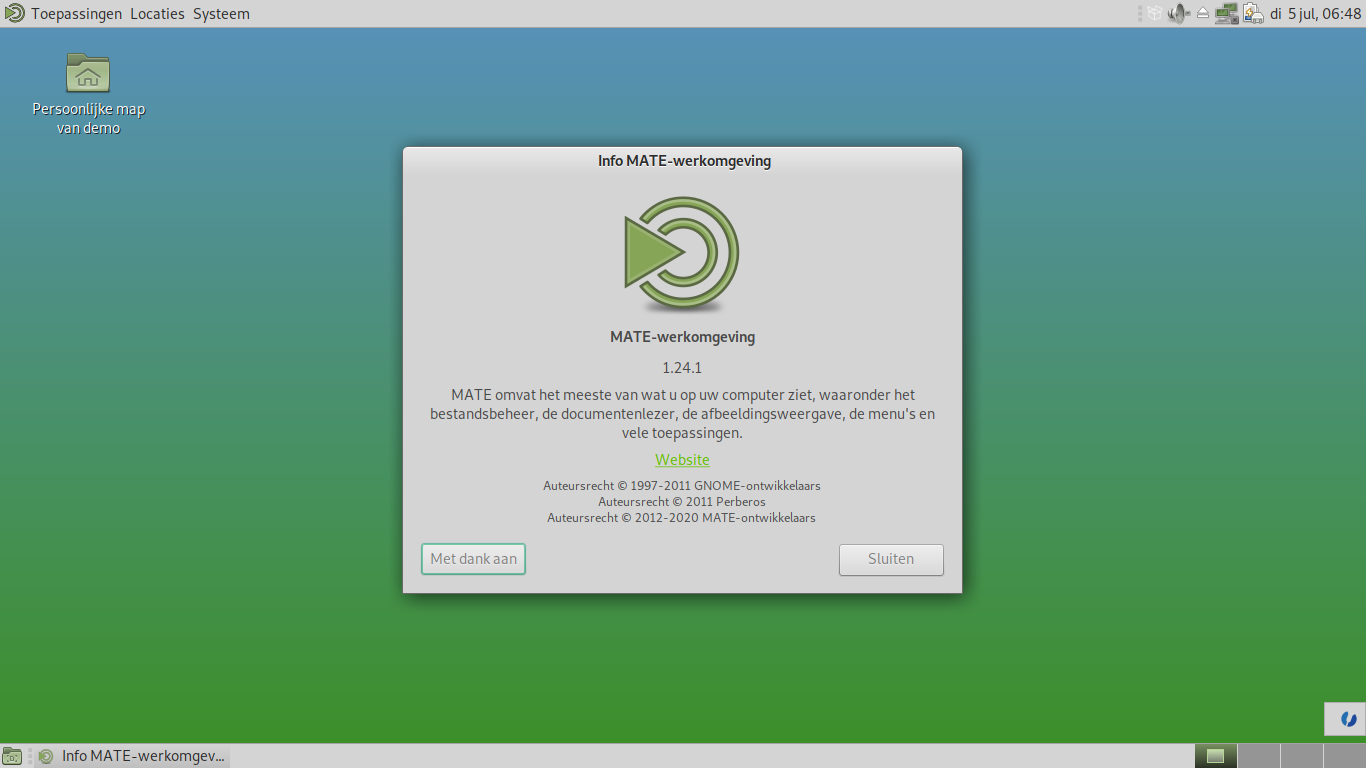 Toepassingen Locaties Systeem
di 5 jul, 06:48
Persoonlijke map
van demo
Info MATE-werkomgeving
MATE-werkomgeving
1.24.1
MATE omvat het meeste van wat u op uw computer ziet, waaronder het
bestandsbeheer, de documentenlezer, de afbeeldingsweergave, de menu's en
vele toepassingen.
Website
Auteursrecht © 1997-2011 GNOME-ontwikkelaars
Auteursrecht © 2011 Perberos
Auteursrecht © 2012-2020 MATE-ontwikkelaars
Met dank aan
Sluiten
Info MATE-werkomgev...